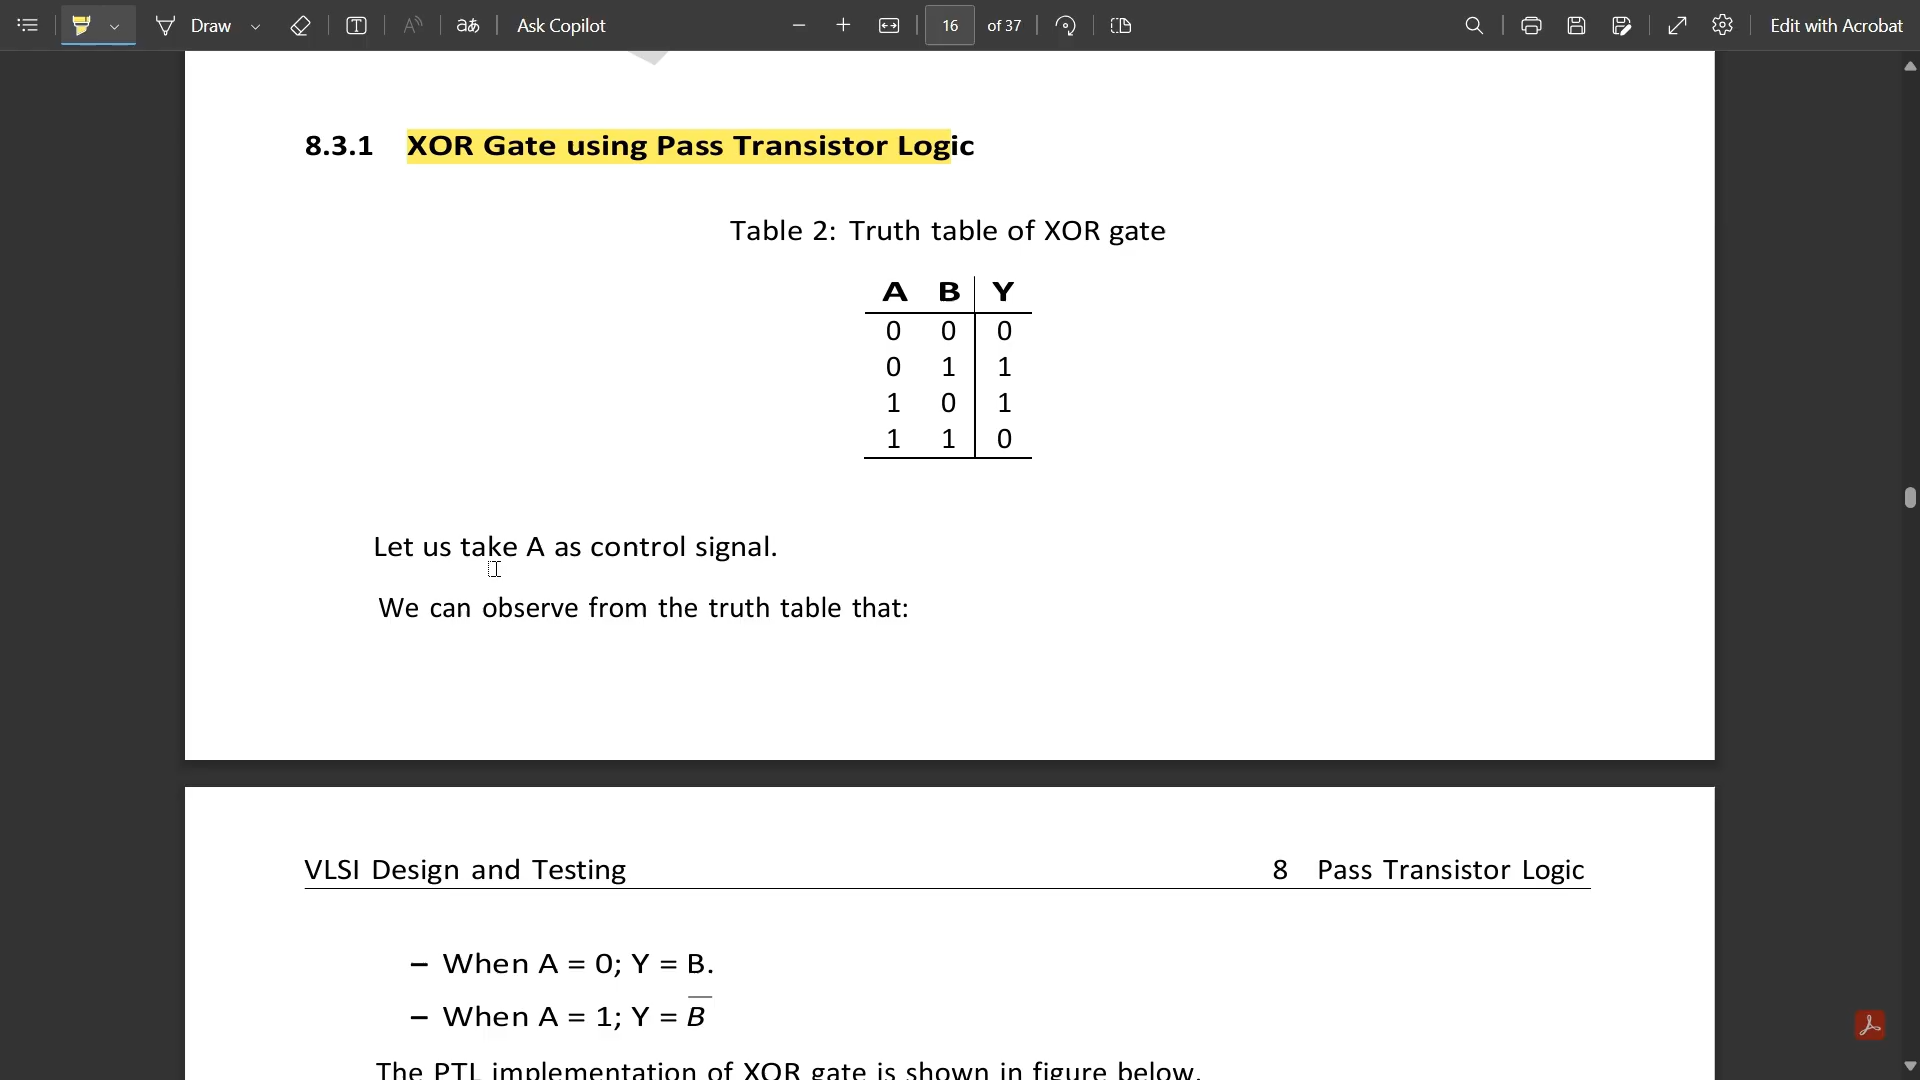 Draw
aあ
Ask Copilot
16 of 37
Edit with Acrobat
8.3.1 XOR Gate using Pass Transistor Logic
Table 2: Truth table of XOR gate
A B Y
0 0 0
0 1 1
1 0 1
1 1 0
Let us take A as control signal.
We can observe from the truth table that:
VLSI Design and Testing 8 Pass Transistor Logic
– When A = 0; Y = B.
– When A = 1; Y = B̅
The PTL implementation of XOR gate is shown in figure below.